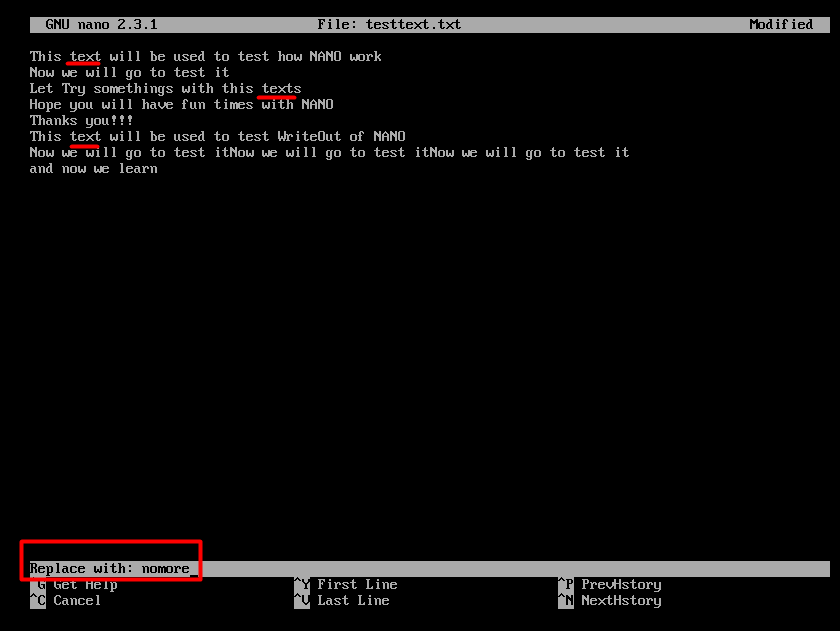 GNU nano 2.3.1 File: testtext.txt Modified
This text will be used to test how NANO work
Now we will go to test it
Let Try somethings with this texts
Hope you will have fun times with NANO
Thanks you!!!
This text will be used to test WriteOut of NANO
Now we will go to test itNow we will go to test itNow we will go to test it
and now we learn
Replace with: nomore_
^G Get Help ^Y First Line ^P PrevHstory
^C Cancel ^V Last Line ^N NextHstory